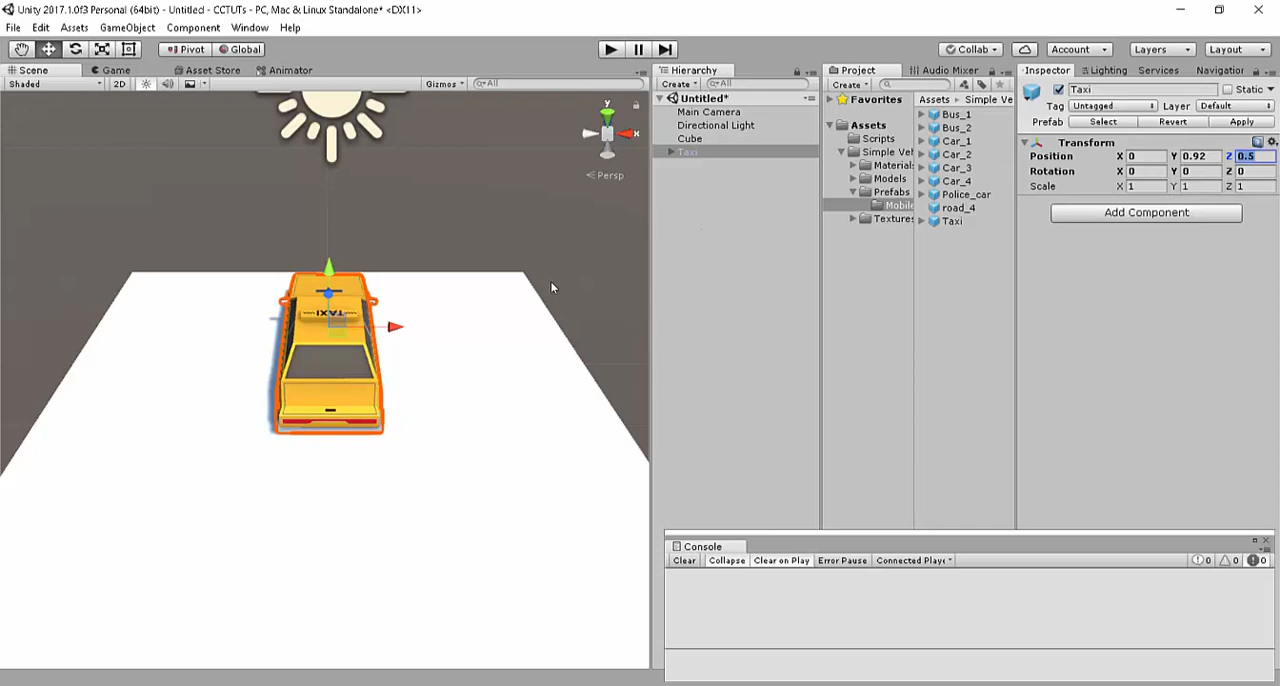 Unity 2017.1.0f3 Personal (64bit) - Untitled - CCTUTs - PC, Mac & Linux Standalone* <DX11>
File Edit Assets GameObject Component Window Help
Pivot Global Collab Account Layers Layout
Scene Game Asset Store Animator Hierarchy Project Audio Mixer Inspector Lighting Services Navigation
Shaded 2D Gizmos All
Create All
Create
Untitled*
Main Camera
Directional Light
Cube
Taxi
Favorites
Assets
Scripts
Simple Veh
Material
Models
Prefabs
Mobile
Textures
Assets Simple Ve
Bus_1
Bus_2
Car_1
Car_2
Car_3
Car_4
Police_car
road_4
Taxi
Taxi Static
Tag Untagged Layer Default
Prefab Select Revert Apply
Transform
Position X 0 Y 0.92 Z 0.5
Rotation X 0 Y 0 Z 0
Scale X 1 Y 1 Z 1
Add Component
y
x
Persp
TAXI
Console
Clear Collapse Clear on Play Error Pause Connected Playe 0 0 0